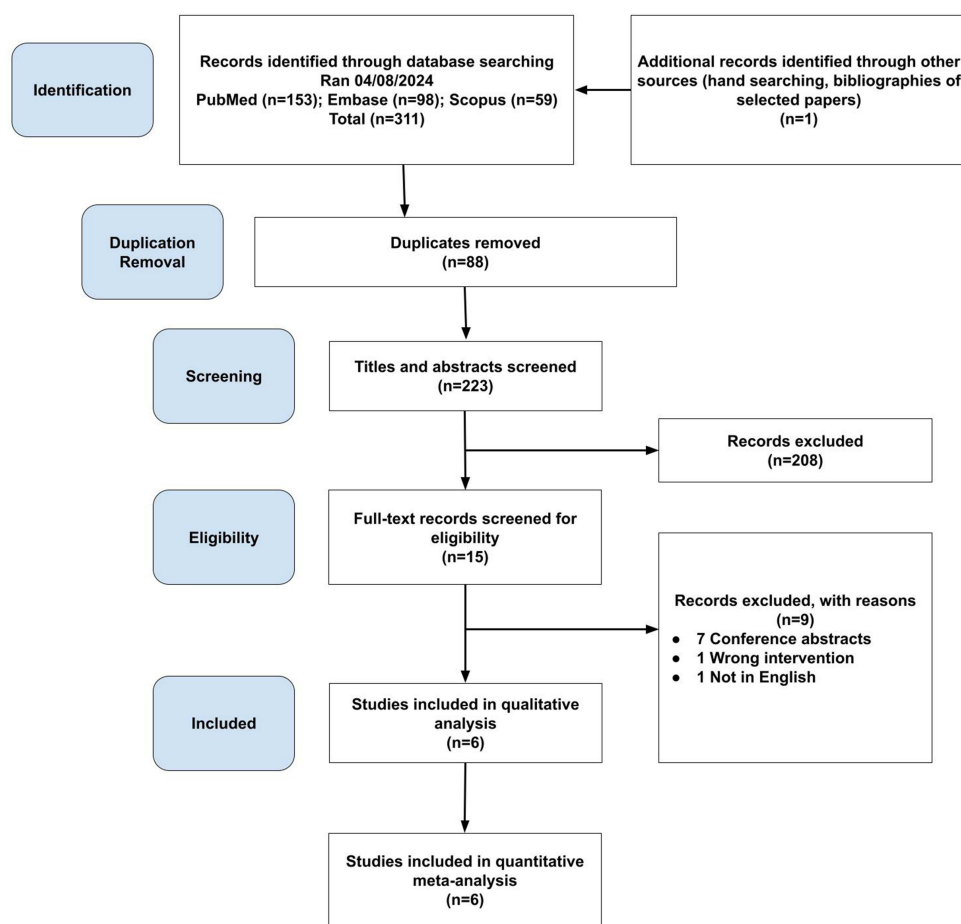 Identification
Records identified through database searching
Ran 04/08/2024
PubMed (n=153); Embase (n=98); Scopus (n=59)
Total (n=311)
Additional records identified through other
sources (hand searching, bibliographies of
selected papers)
(n=1)
Duplication
Removal
Duplicates removed
(n=88)
Screening
Titles and abstracts screened
(n=223)
Records excluded
(n=208)
Eligibility
Full-text records screened for
eligibility
(n=15)
Records excluded, with reasons
(n=9)
● 7 Conference abstracts
● 1 Wrong intervention
● 1 Not in English
Included
Studies included in qualitative
analysis
(n=6)
Studies included in quantitative
meta-analysis
(n=6)